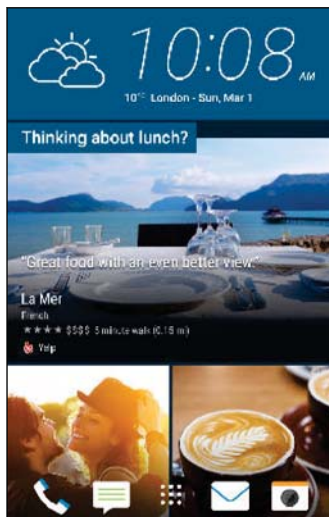 10:08 AM
10°C London - Sun, Mar 1
Thinking about lunch?
"Great food with an even better view."
La Mer
French
★★★★ $$$$ 5 minute walk (0.15 mi)
Yelp